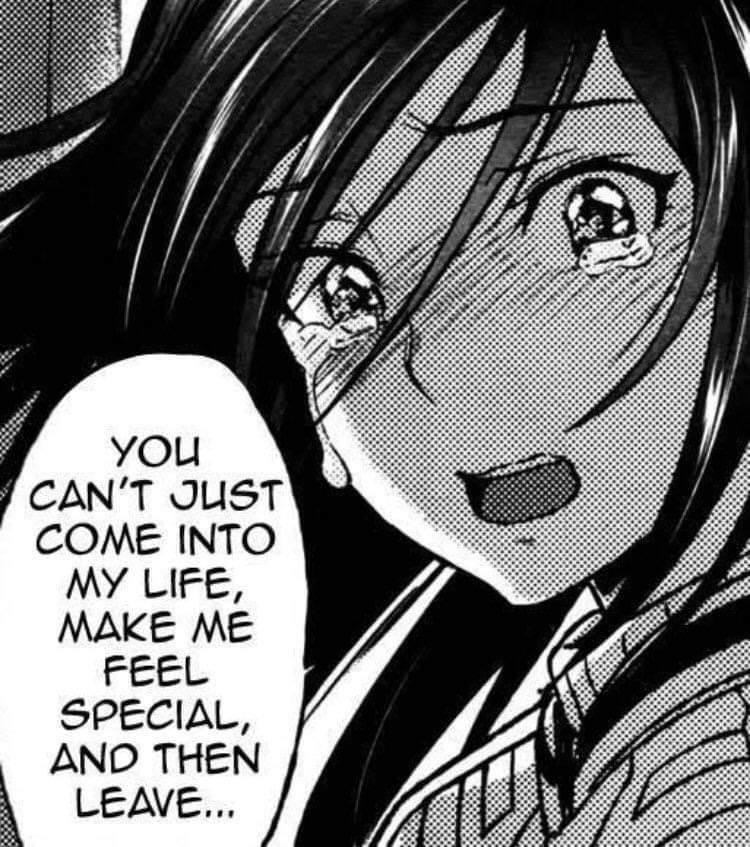 YOU
CAN'T JUST
COME INTO
MY LIFE,
MAKE ME
FEEL
SPECIAL,
AND THEN
LEAVE...